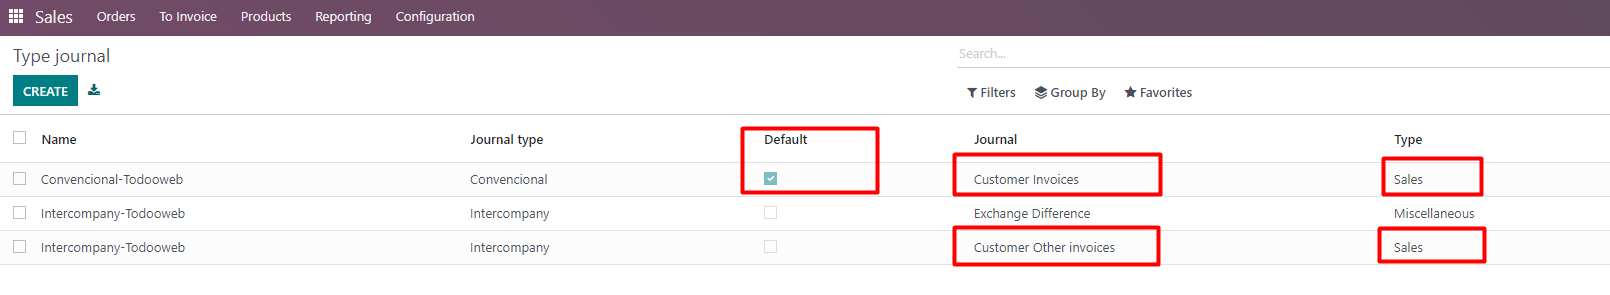 Sales Orders To Invoice Products Reporting Configuration
Type journal
Search...
CREATE
Filters Group By Favorites
Name Journal type Default Journal Type
Convencional-Todooweb Convencional Customer Invoices Sales
Intercompany-Todooweb Intercompany Exchange Difference Miscellaneous
Intercompany-Todooweb Intercompany Customer Other invoices Sales